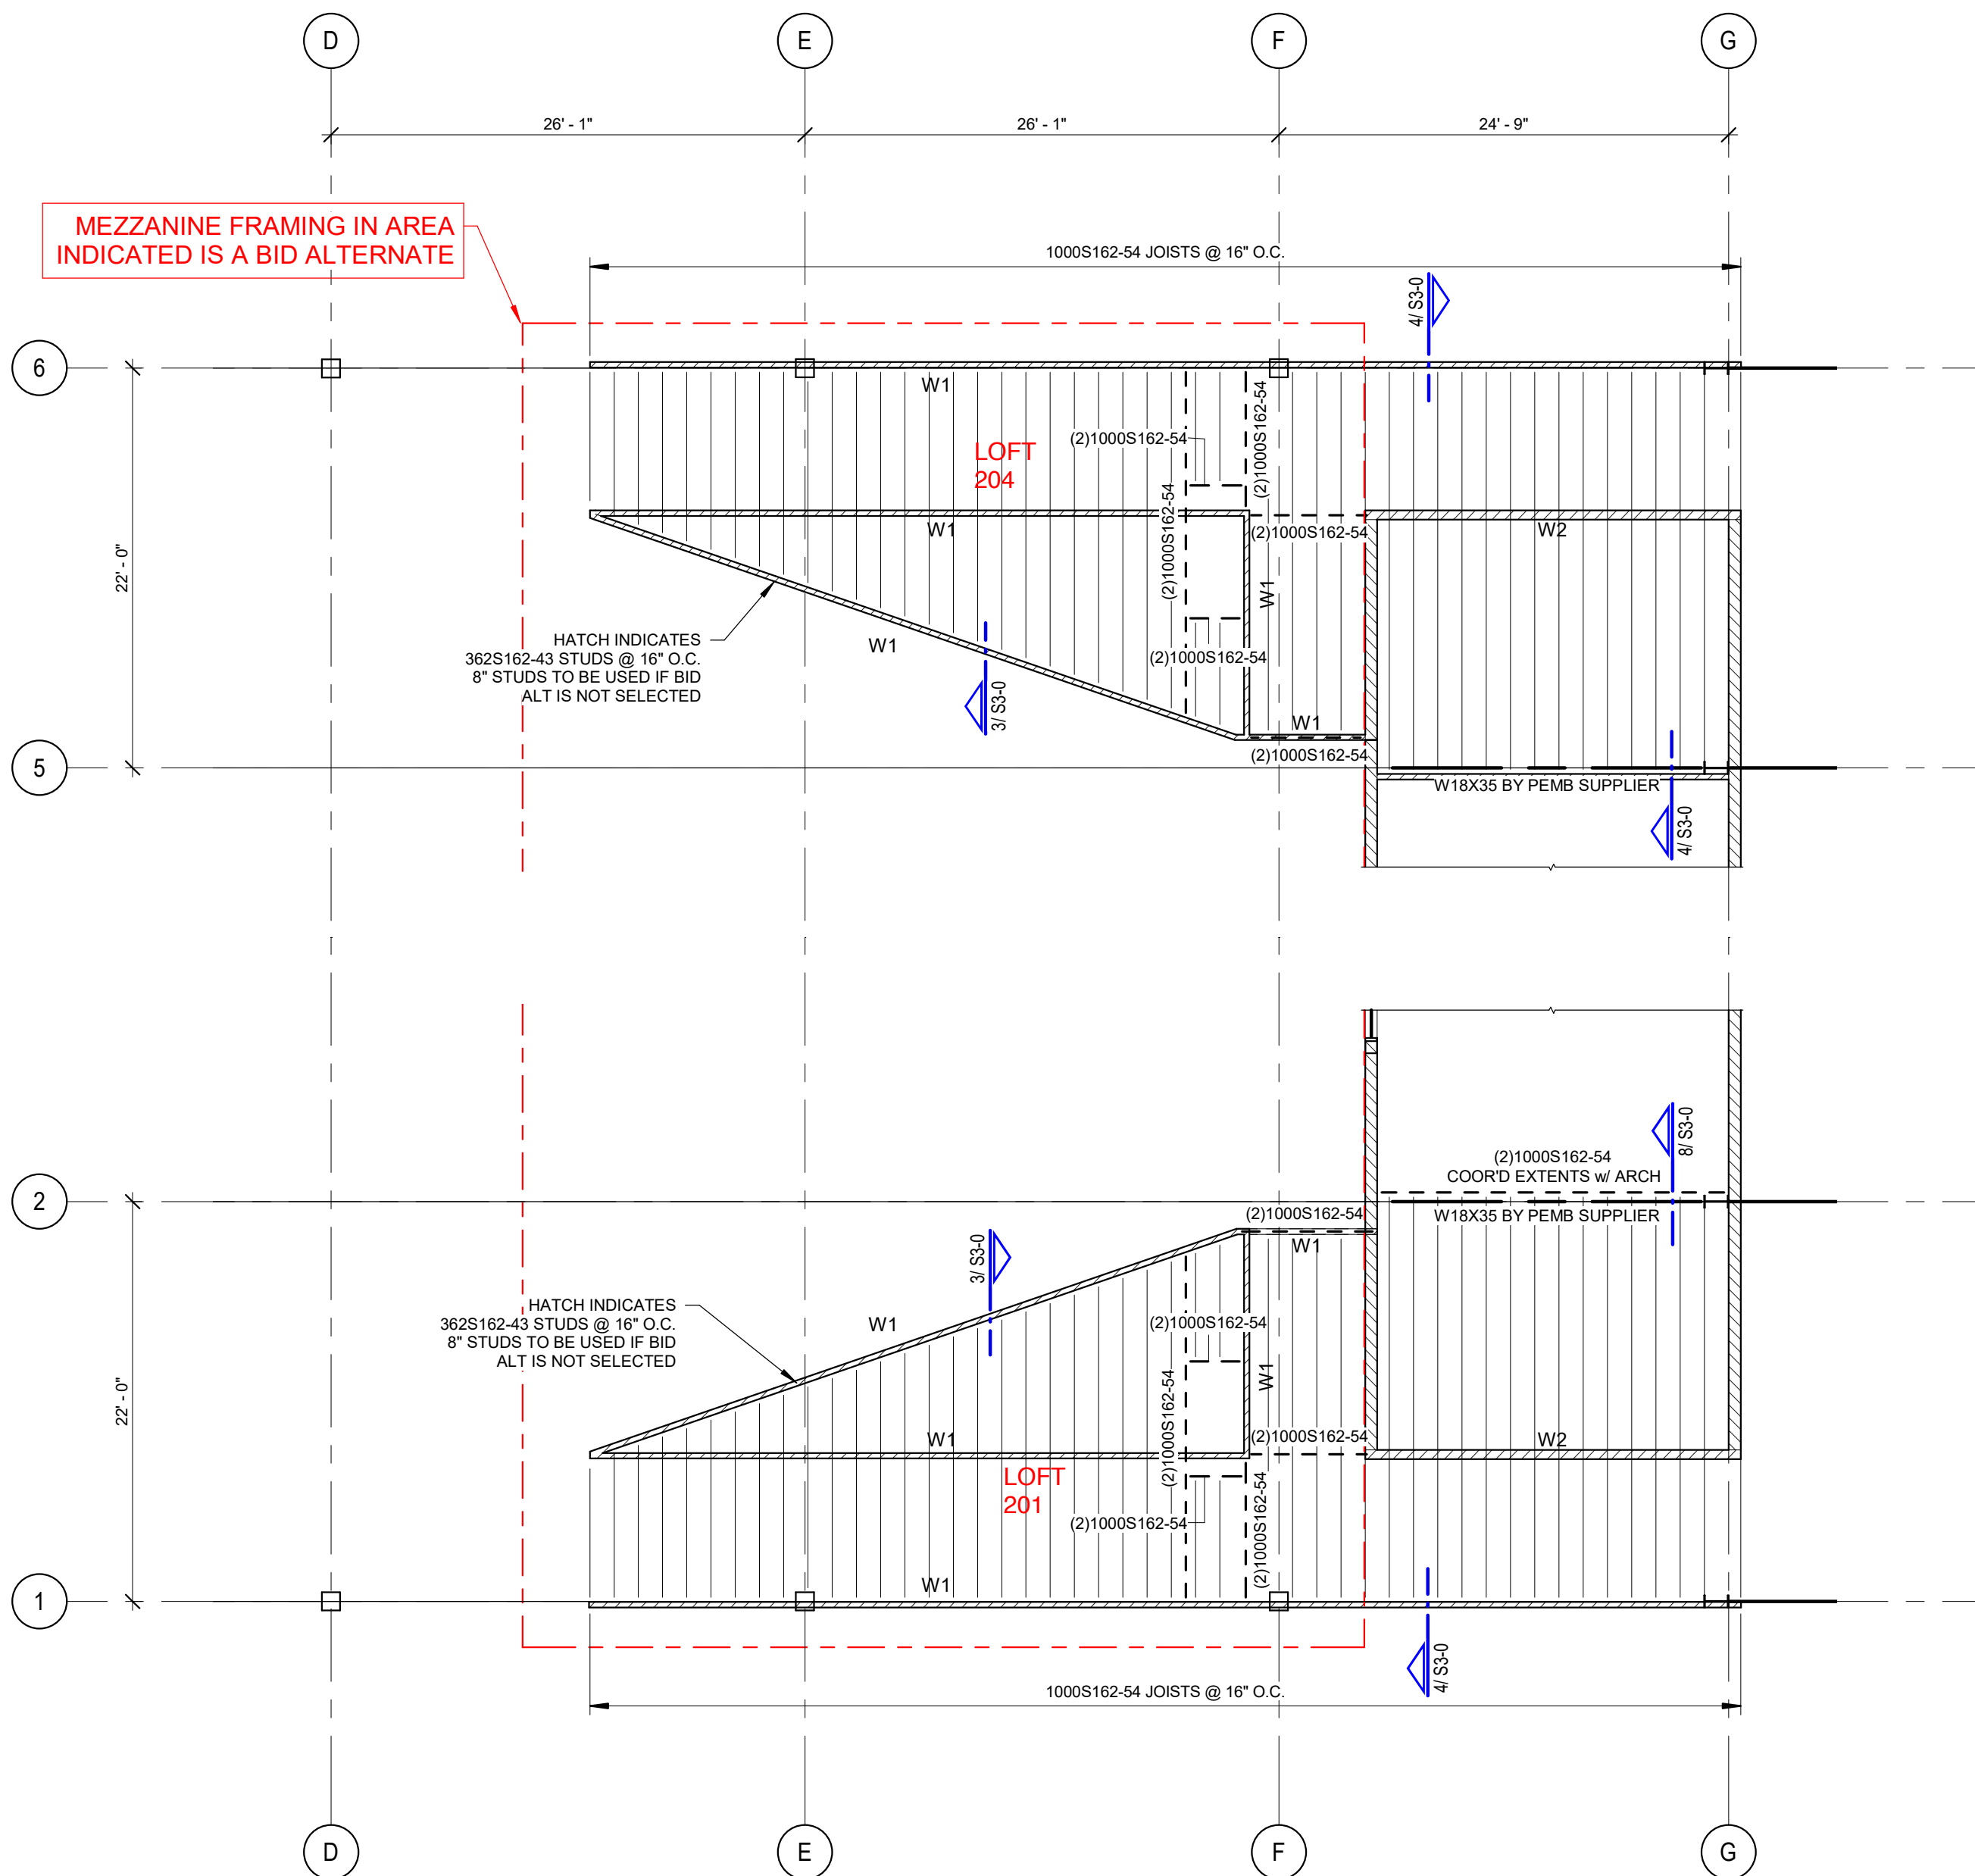 D
E
F
G
26' - 1"
26' - 1"
24' - 9"
MEZZANINE FRAMING IN AREA
INDICATED IS A BID ALTERNATE
1000S162-54 JOISTS @ 16" O.C.
4/ S3-0
6
W1
(2)1000S162-54
(2)1000S162-54
LOFT
204
(2)1000S162-54
W1
(2)1000S162-54
W2
22' - 0"
W1
HATCH INDICATES
362S162-43 STUDS @ 16" O.C.
8" STUDS TO BE USED IF BID
ALT IS NOT SELECTED
W1
(2)1000S162-54
3/ S3-0
W1
(2)1000S162-54
5
W18X35 BY PEMB SUPPLIER
4/ S3-0
8/ S3-0
(2)1000S162-54
COOR'D EXTENTS w/ ARCH
2
(2)1000S162-54
W18X35 BY PEMB SUPPLIER
W1
3/ S3-0
HATCH INDICATES
362S162-43 STUDS @ 16" O.C.
8" STUDS TO BE USED IF BID
ALT IS NOT SELECTED
W1
(2)1000S162-54
W1
22' - 0"
(2)1000S162-54
W1
(2)1000S162-54
W2
LOFT
201
(2)1000S162-54
(2)1000S162-54
W1
1
4/ S3-0
1000S162-54 JOISTS @ 16" O.C.
D
E
F
G